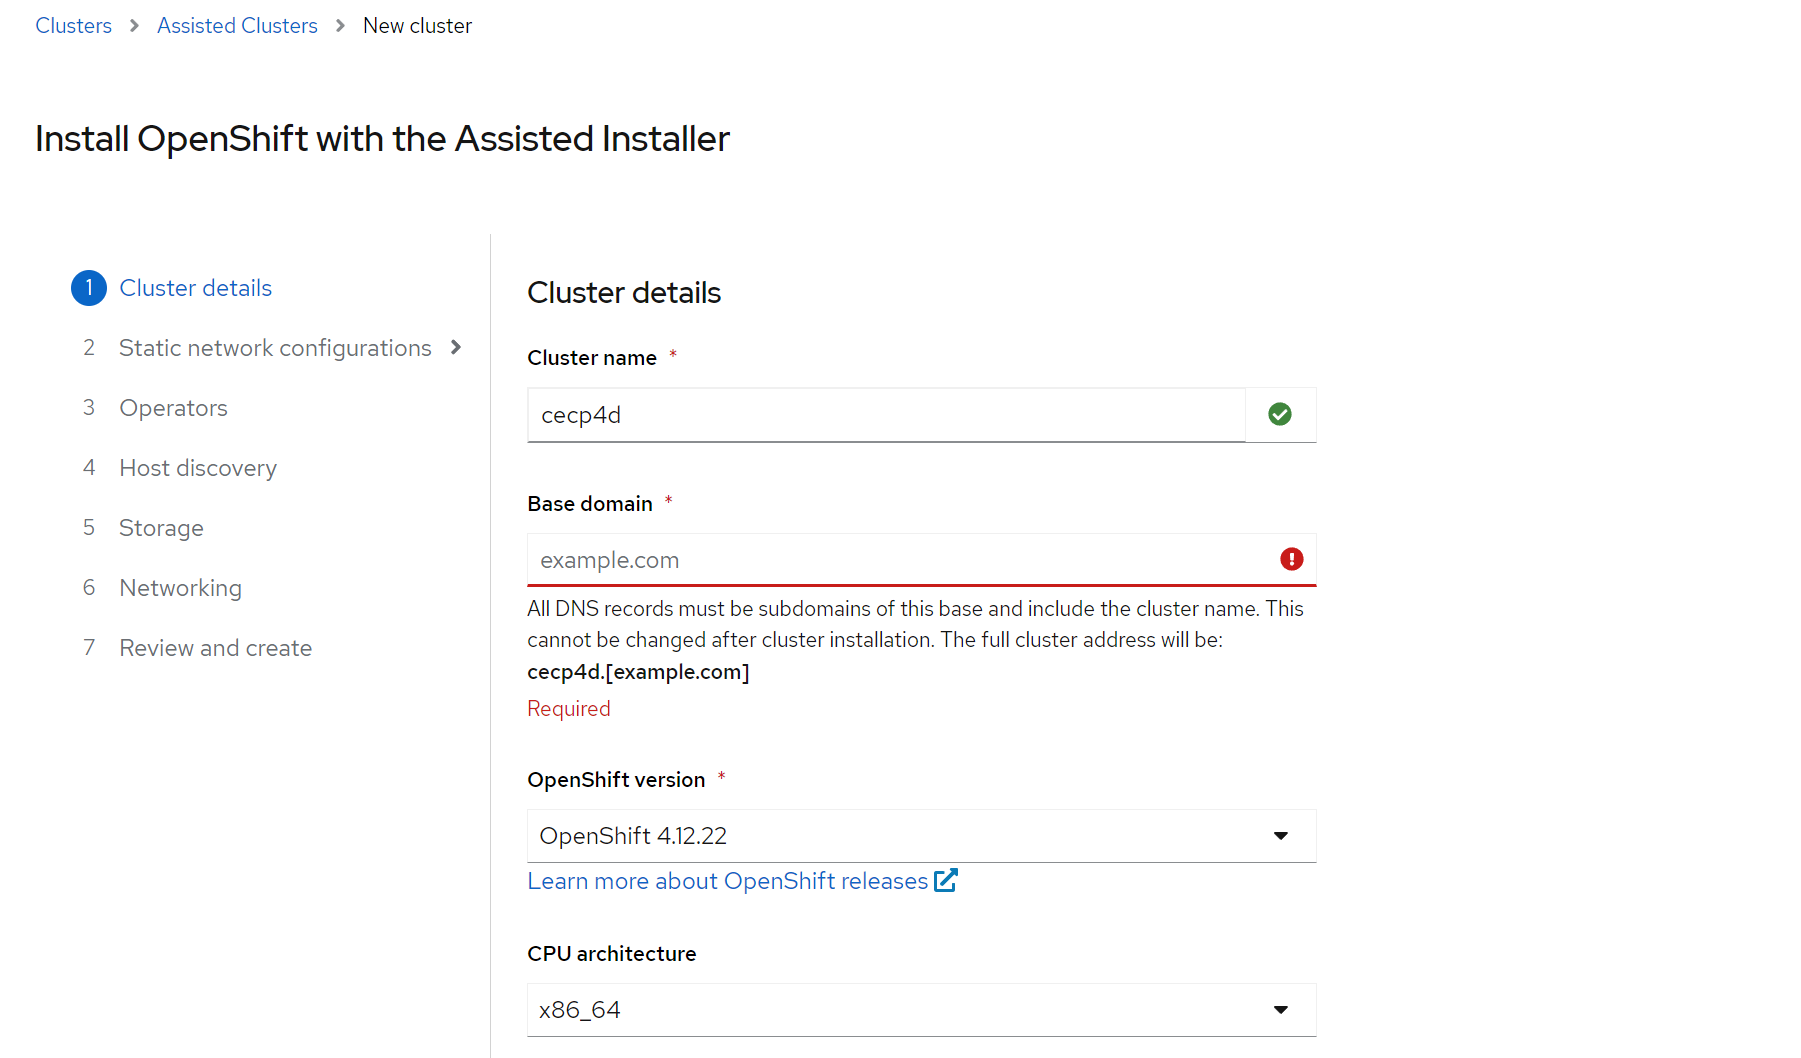 Clusters > Assisted Clusters > New cluster
Install OpenShift with the Assisted Installer
1 Cluster details
2 Static network configurations >
3 Operators
4 Host discovery
5 Storage
6 Networking
7 Review and create
Cluster details
Cluster name *
cecp4d
Base domain *
example.com
All DNS records must be subdomains of this base and include the cluster name. This
cannot be changed after cluster installation. The full cluster address will be:
cecp4d.[example.com]
Required
OpenShift version *
OpenShift 4.12.22
Learn more about OpenShift releases
CPU architecture
x86_64